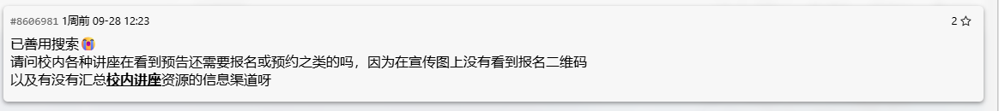 #8606981 1周前 09-28 12:23
2
已善用搜索😭
请问校内各种讲座在看到预告还需要报名或预约之类的吗，因为在宣传图上没有看到报名二维码
以及有没有汇总校内讲座资源的信息渠道呀